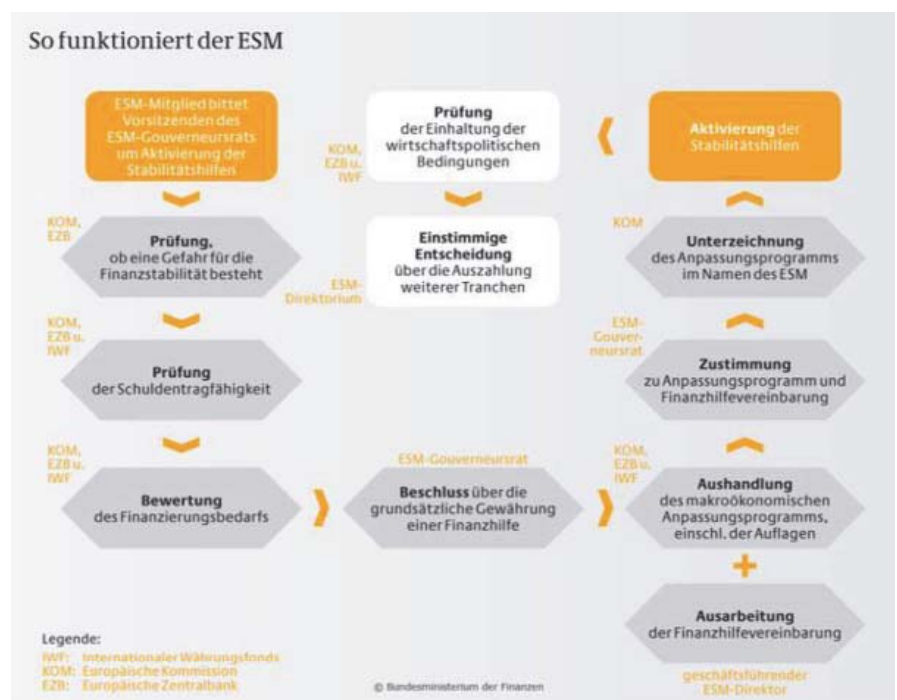 So funktioniert der ESM
ESM-Mitglied bittet
Vorsitzenden des
ESM-Gouverneursrats
um Aktivierung der
Stabilitätshilfen
KOM,
EZB
Prüfung,
ob eine Gefahr für die
Finanzstabilität besteht
KOM,
EZB u.
IWF
Prüfung
der Schuldentragfähigkeit
KOM,
EZB u.
IWF
Bewertung
des Finanzierungsbedarfs
ESM-Gouverneursrat
Beschluss über die
grundsätzliche Gewährung
einer Finanzhilfe
KOM,
EZB u.
IWF
Aushandlung
des makroökonomischen
Anpassungsprogramms,
einschl. der Auflagen
+
Ausarbeitung
der Finanzhilfevereinbarung
geschäftsführender
ESM-Direktor
ESM-
Gouver-
neursrat
Zustimmung
zu Anpassungsprogramm und
Finanzhilfevereinbarung
KOM
Unterzeichnung
des Anpassungsprogramms
im Namen des ESM
Aktivierung der
Stabilitätshilfen
KOM,
EZB u.
IWF
Prüfung
der Einhaltung der
wirtschaftspolitischen
Bedingungen
ESM-
Direktorium
Einstimmige
Entscheidung
über die Auszahlung
weiterer Tranchen
Legende:
IWF: Internationaler Währungsfonds
KOM: Europäische Kommission
EZB: Europäische Zentralbank
© Bundesministerium der Finanzen